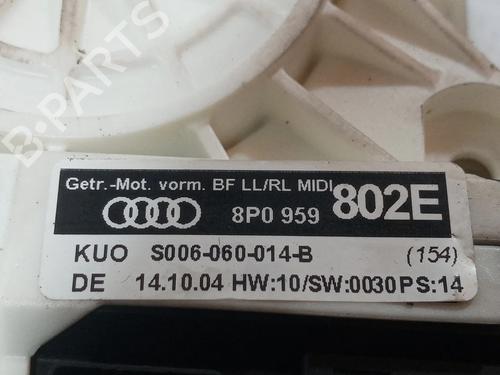 B-PARTS
Getr.-Mot. vorm. BF LL/RL MIDI
8P0 959 802E
KUO S006-060-014-B (154)
DE 14.10.04 HW:10/SW:0030 PS:14